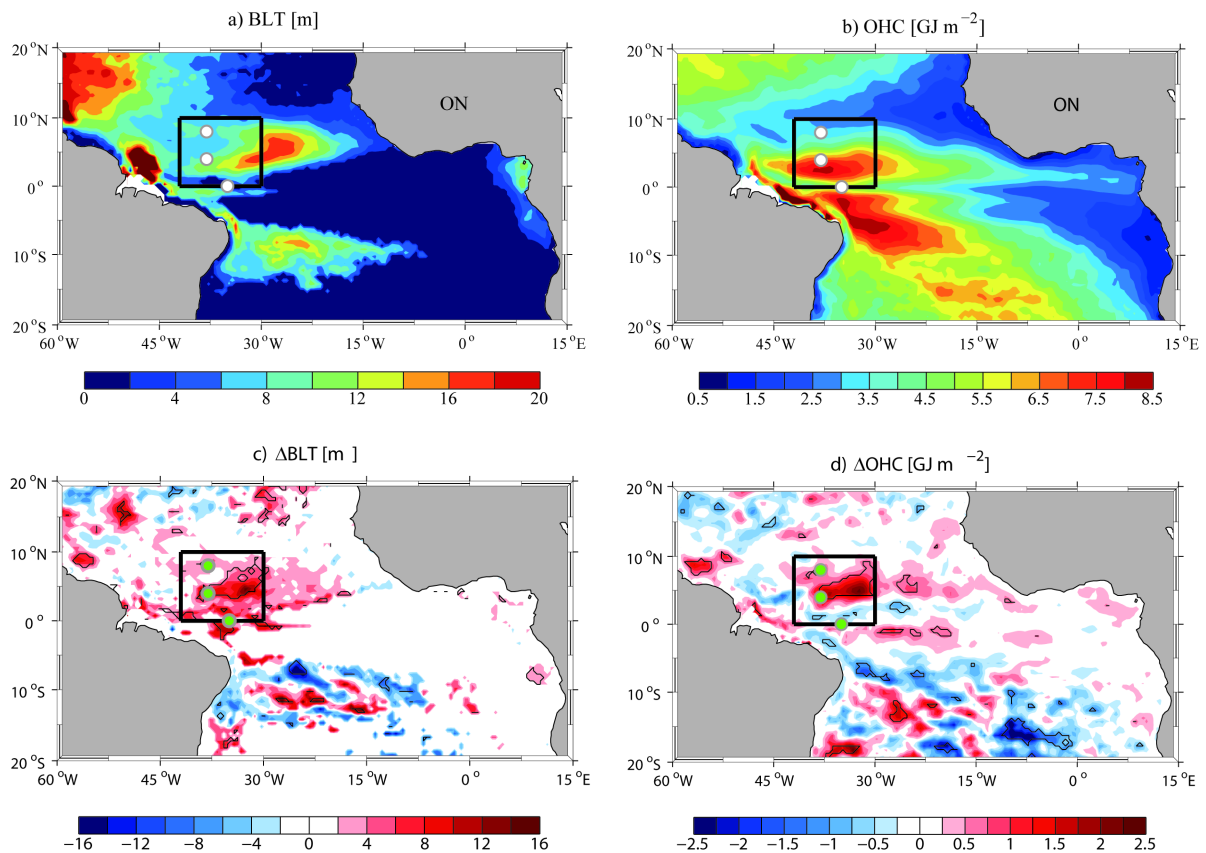 a) BLT [m]
b) OHC [GJ m⁻²]
20 °N
10 °N
0 °
10 °S
20 °S
ON
60 °W
45 °W
30 °W
15 °W
0 °
15 °E
20 °N
10 °N
0 °
10 °S
20 °S
ON
60 °W
45 °W
30 °W
15 °W
0 °
15 °E
0 4 8 12 16 20
0.5 1.5 2.5 3.5 4.5 5.5 6.5 7.5 8.5
c) ΔBLT [m ]
d) ΔOHC [GJ m ⁻²]
20 °N
10 °N
0 °
10 °S
20 °S
60 °W
45 °W
30 °W
15 °W
0 °
15 °E
20 °N
10 °N
0 °
10 °S
20 °S
60 °W
45 °W
30 °W
15 °W
0 °
15 °E
−16 −12 −8 −4 0 4 8 12 16
−2.5 −2 −1.5 −1 −0.5 0 0.5 1 1.5 2 2.5